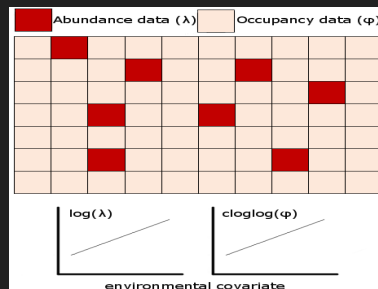 Abundance data (λ) Occupancy data (φ)
log(λ) cloglog(φ)
environmental covariate